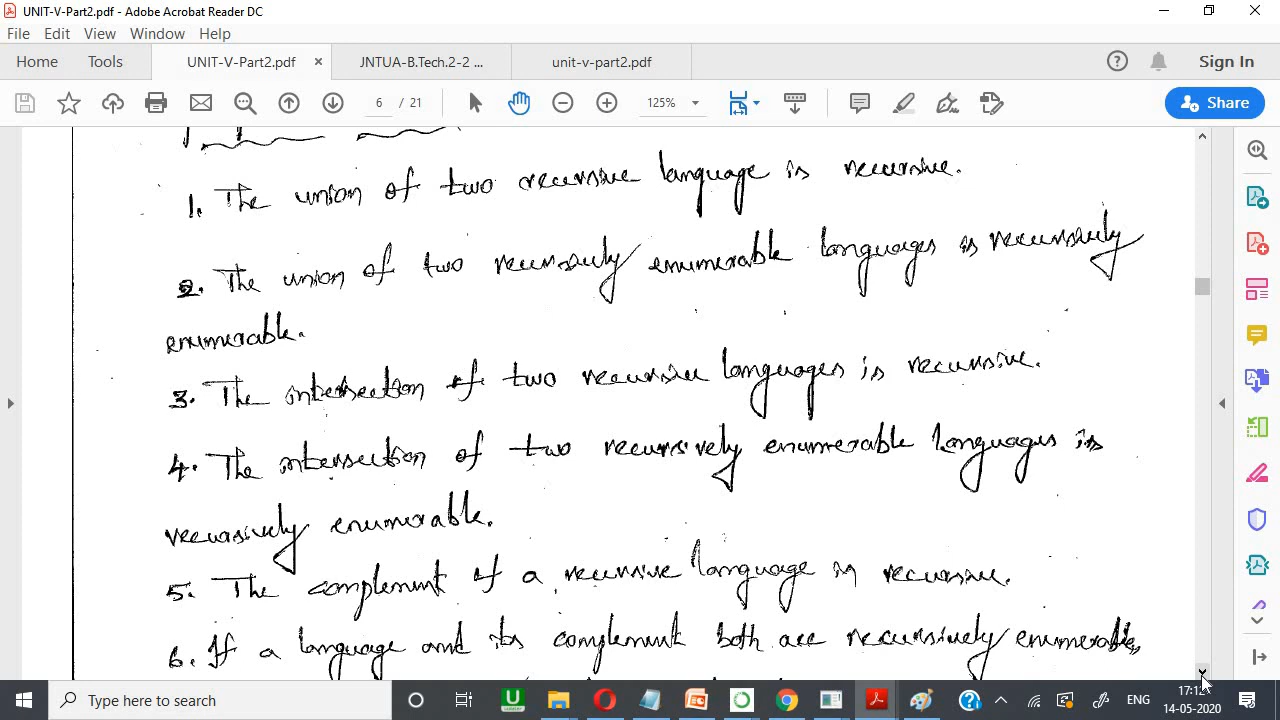 UNIT-V-Part2.pdf - Adobe Acrobat Reader DC
File Edit View Window Help
Home Tools UNIT-V-Part2.pdf × JNTUA-B.Tech.2-2 ... unit-v-part2.pdf Sign In
6 / 21 125% Share
1. The union of two recursive language is recursive.
2. The union of two recursively enumerable languages is recursively
enumerable.
3. The intersection of two recursive languages is recursive.
4. The intersection of two recursively enumerable languages is
recursively enumerable.
5. The complement of a recursive language is recursive.
6. If a language and its complement both are recursively enumerable,
Type here to search ENG 17:12
14-05-2020